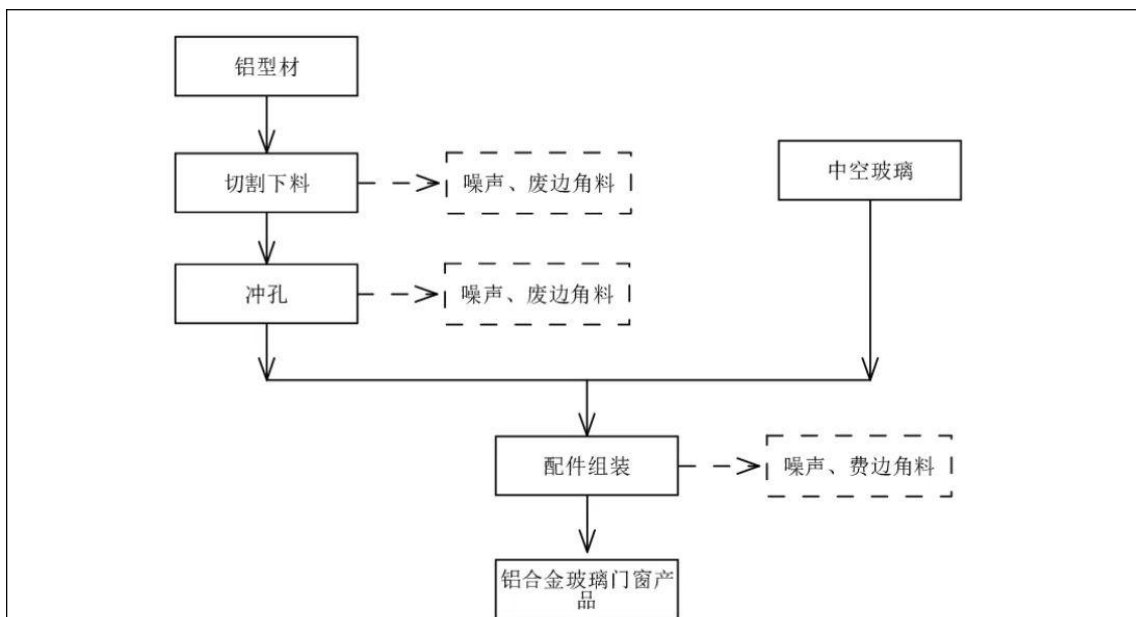 铝型材
切割下料
噪声、废边角料
中空玻璃
冲孔
噪声、废边角料
配件组装
噪声、费边角料
铝合金玻璃门窗产
品